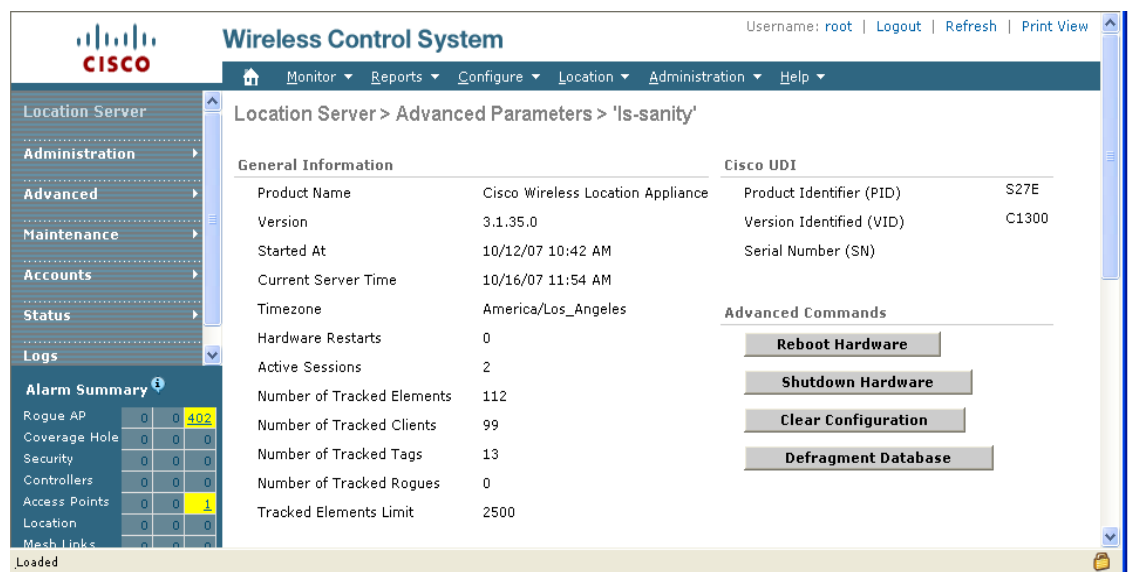 Username: root | Logout | Refresh | Print View
CISCO
Wireless Control System
Monitor Reports Configure Location Administration Help
Location Server
Administration
Advanced
Maintenance
Accounts
Status
Logs
Alarm Summary
Rogue AP 0 0 402
Coverage Hole 0 0 0
Security 0 0 0
Controllers 0 0 0
Access Points 0 0 1
Location 0 0 0
Mesh Links 0 0 0
Location Server > Advanced Parameters > 'ls-sanity'
General Information
Product Name Cisco Wireless Location Appliance
Version 3.1.35.0
Started At 10/12/07 10:42 AM
Current Server Time 10/16/07 11:54 AM
Timezone America/Los_Angeles
Hardware Restarts 0
Active Sessions 2
Number of Tracked Elements 112
Number of Tracked Clients 99
Number of Tracked Tags 13
Number of Tracked Rogues 0
Tracked Elements Limit 2500
Cisco UDI
Product Identifier (PID) S27E
Version Identified (VID) C1300
Serial Number (SN)
Advanced Commands
Reboot Hardware
Shutdown Hardware
Clear Configuration
Defragment Database
Loaded